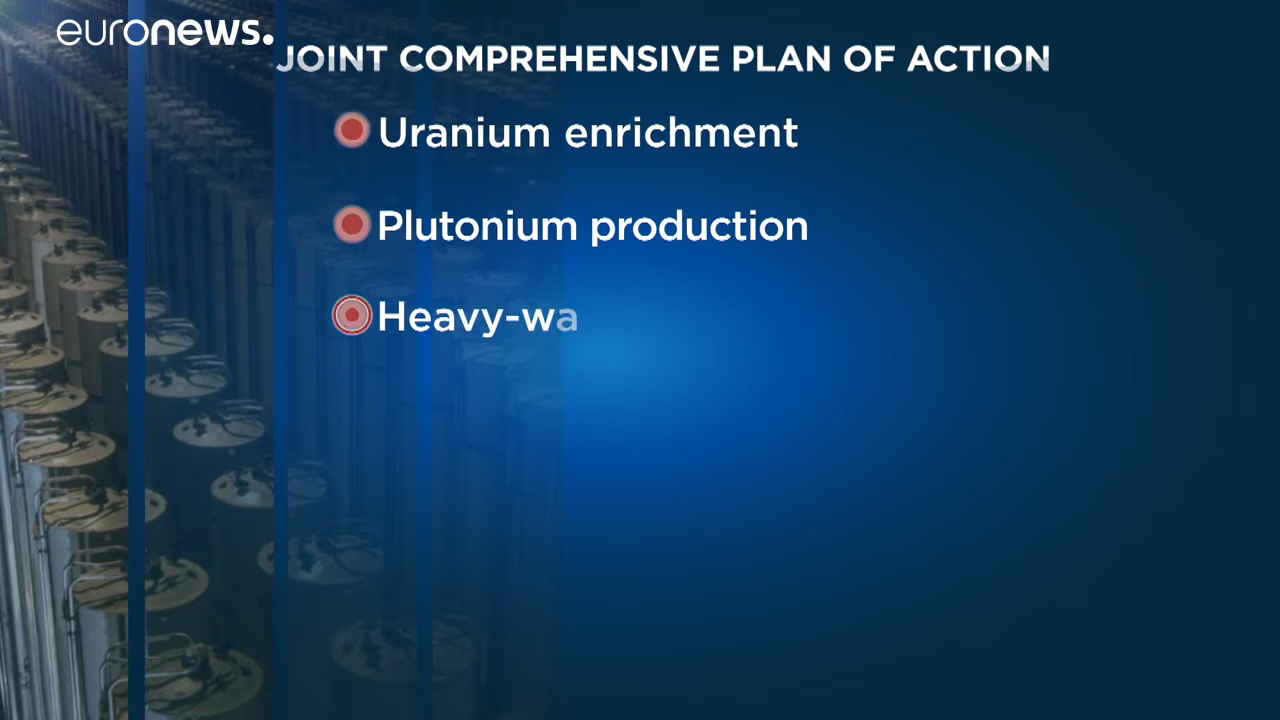 euronews.
JOINT COMPREHENSIVE PLAN OF ACTION
Uranium enrichment
Plutonium production
Heavy-wa